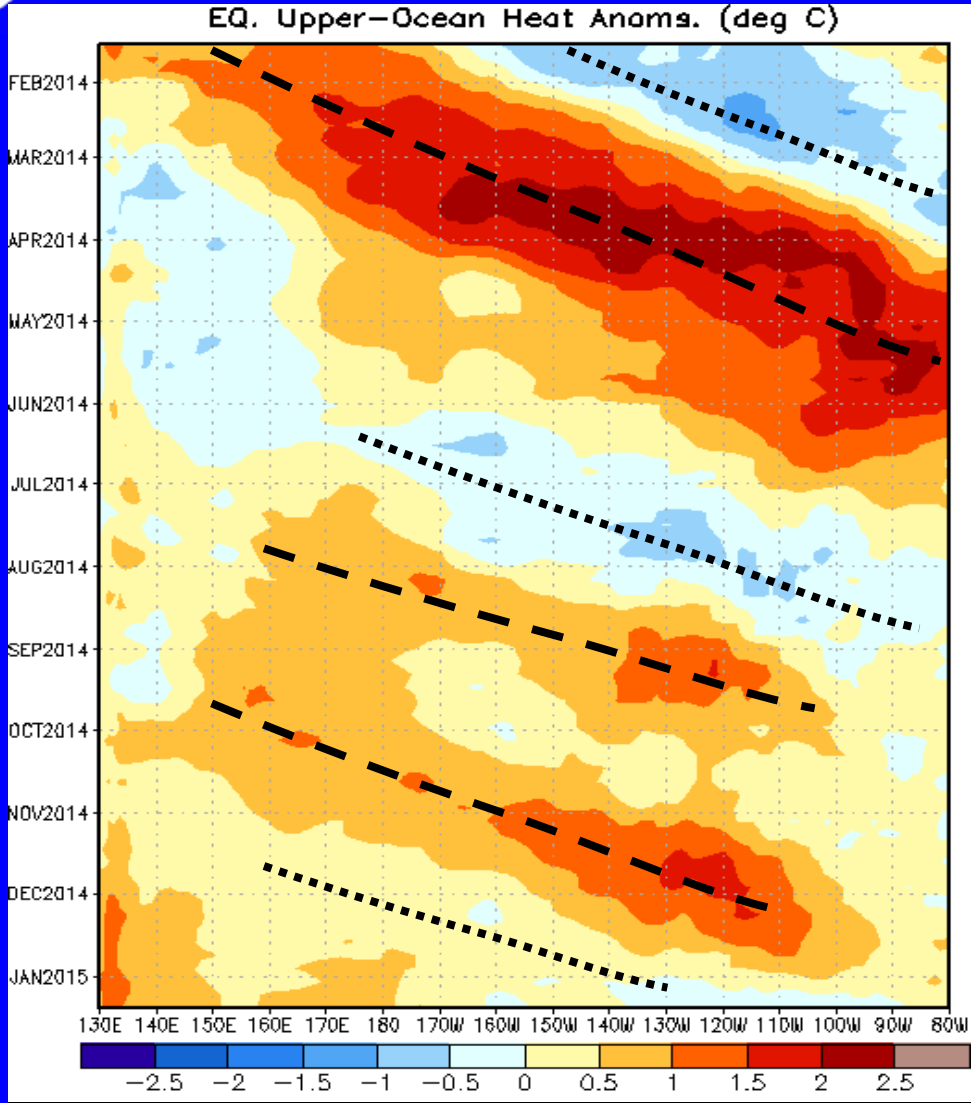 EQ. Upper-Ocean Heat Anoms. (deg C)
FEB2014
MAR2014
APR2014
MAY2014
JUN2014
JUL2014
AUG2014
SEP2014
OCT2014
NOV2014
DEC2014
JAN2015
130E 140E 150E 160E 170E 180 170W 160W 150W 140W 130W 120W 110W 100W 90W 80W
-2.5 -2 -1.5 -1 -0.5 0 0.5 1 1.5 2 2.5